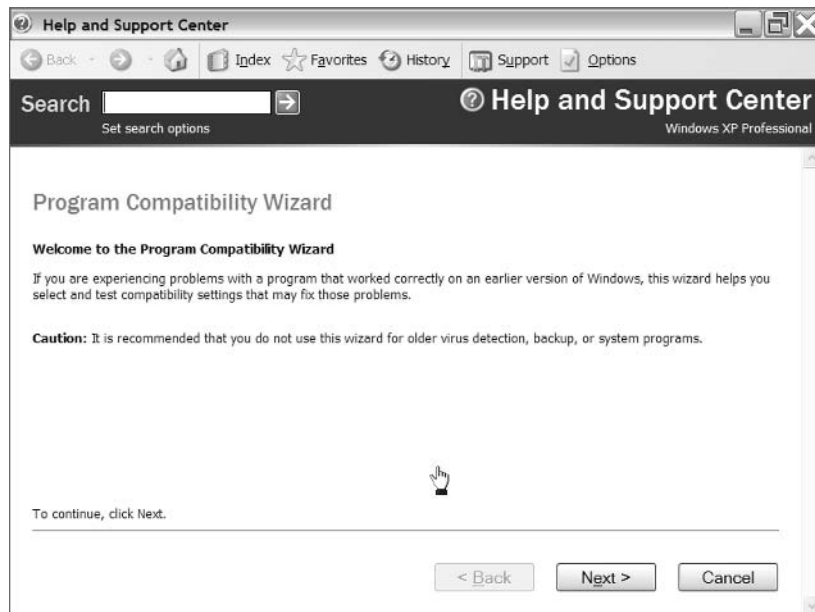 Help and Support Center
Back Index Favorites History Support Options
Search
Set search options
Help and Support Center
Windows XP Professional
Program Compatibility Wizard
Welcome to the Program Compatibility Wizard
If you are experiencing problems with a program that worked correctly on an earlier version of Windows, this wizard helps you
select and test compatibility settings that may fix those problems.
Caution: It is recommended that you do not use this wizard for older virus detection, backup, or system programs.
To continue, click Next.
< Back Next > Cancel